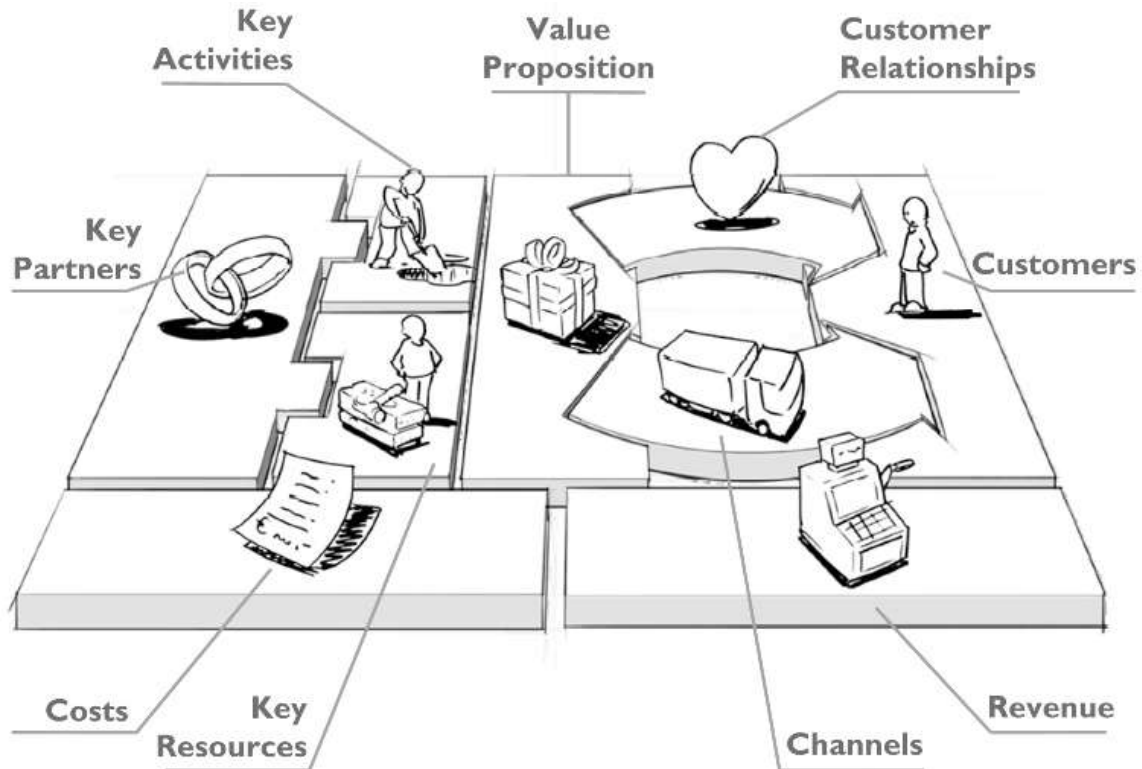 Key
Activities
Value
Proposition
Customer
Relationships
Key
Partners
Customers
Costs
Key
Resources
Channels
Revenue